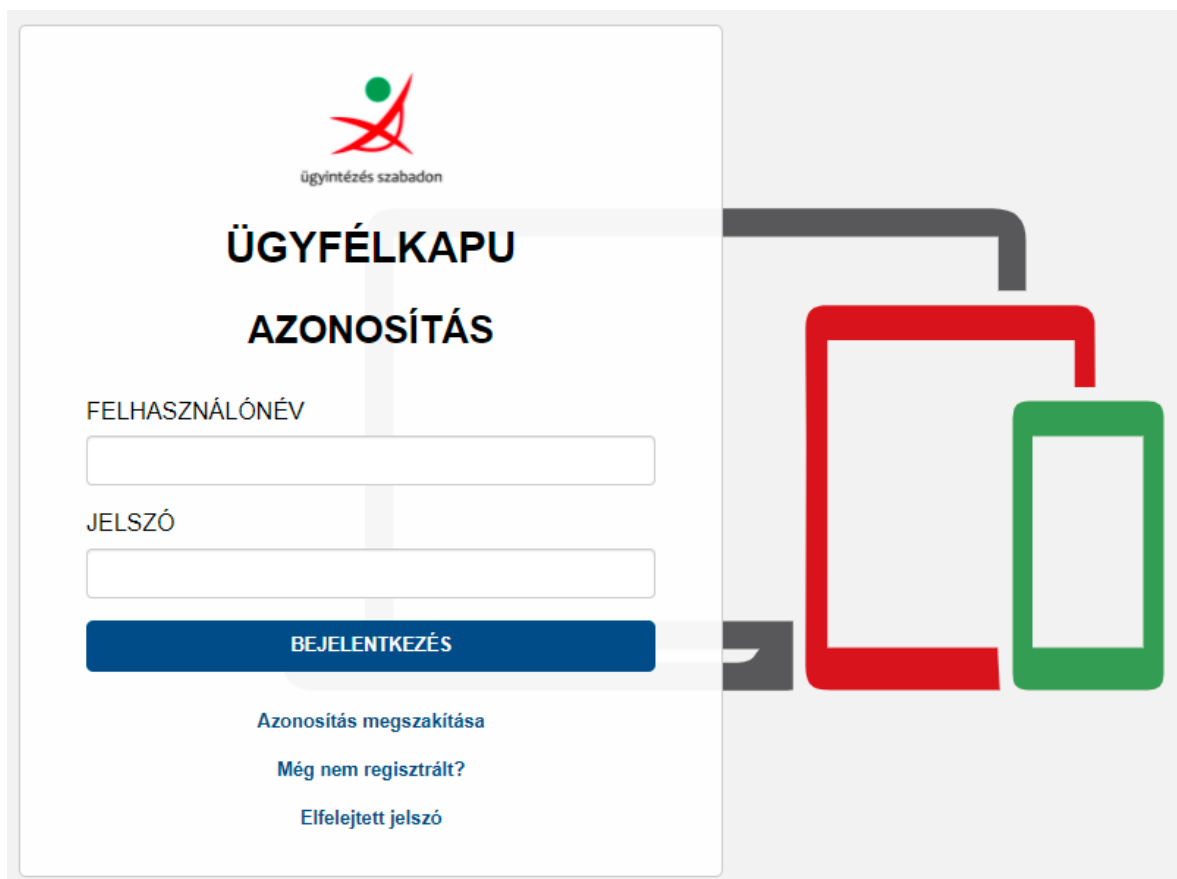 ügyintézés szabadon
ÜGYFÉLKAPU
AZONOSÍTÁS
FELHASZNÁLÓNÉV
JELSZÓ
BEJELENTKEZÉS
Azonosítás megszakítása
Még nem regisztrált?
Elfelejtett jelszó